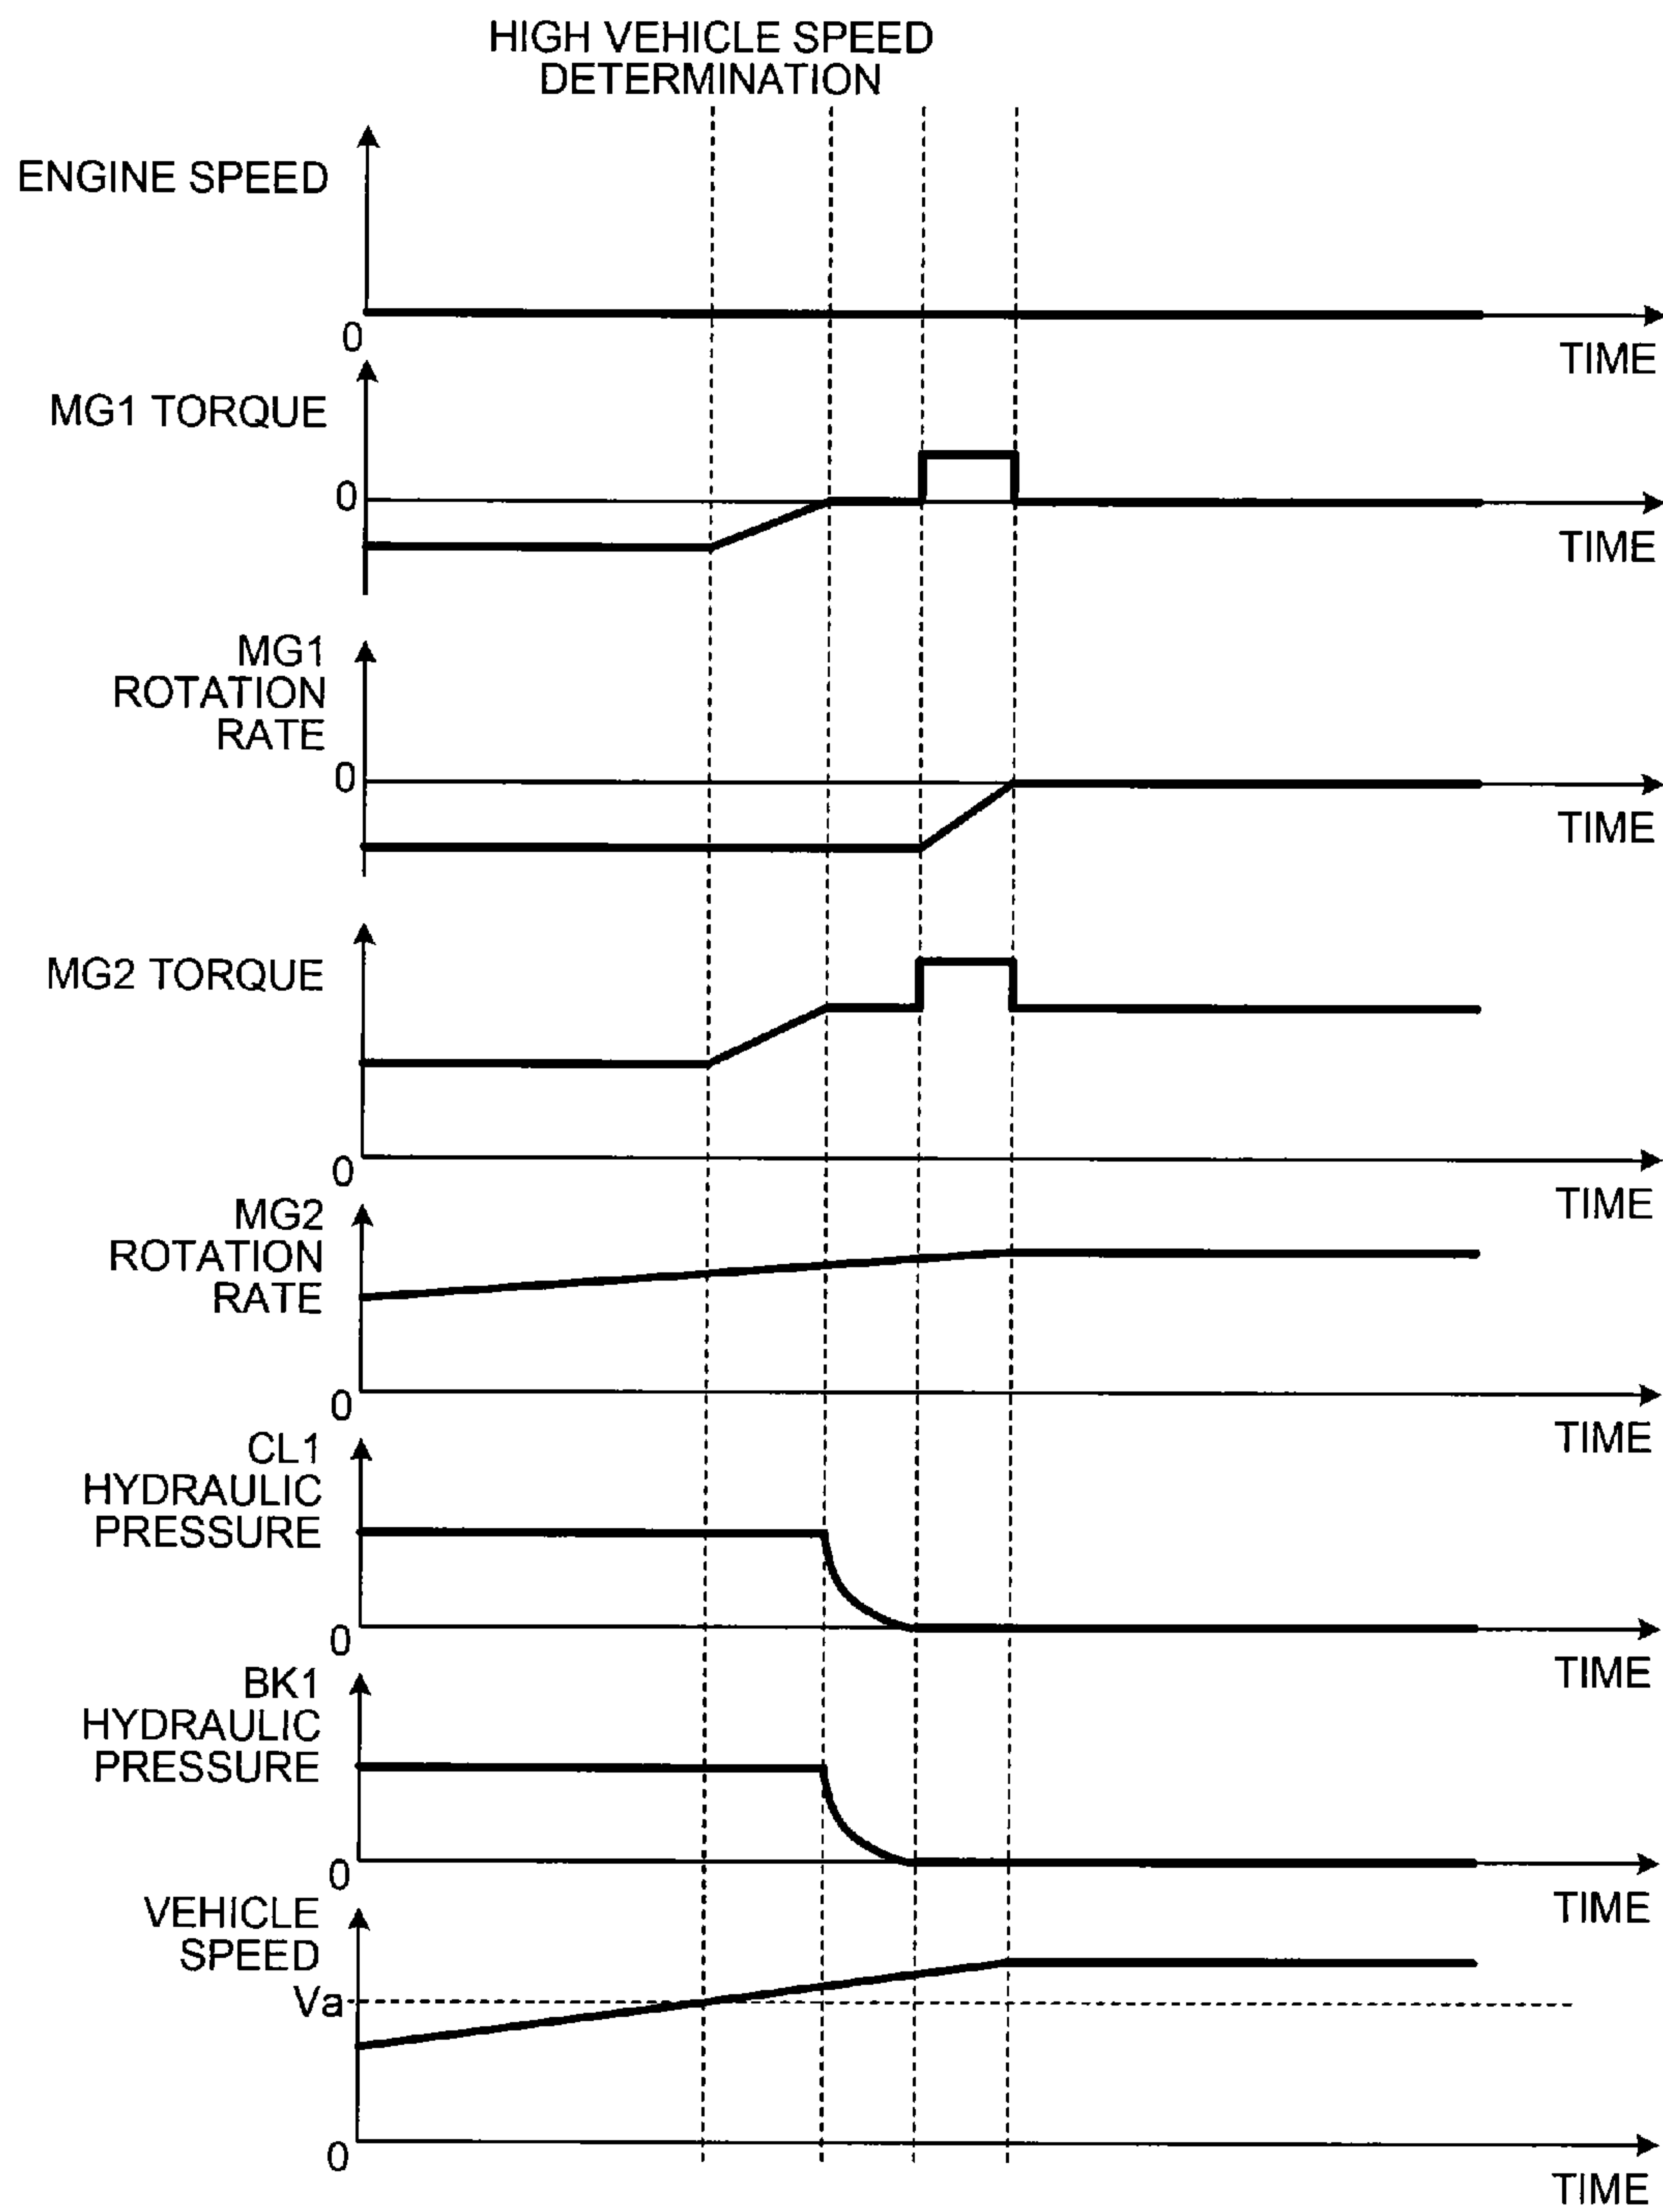 HIGH VEHICLE SPEED
DETERMINATION
ENGINE SPEED
0
TIME
MG1 TORQUE
0
TIME
MG1
ROTATION
RATE
0
TIME
MG2 TORQUE
0
TIME
MG2
ROTATION
RATE
0
TIME
CL1
HYDRAULIC
PRESSURE
0
TIME
BK1
HYDRAULIC
PRESSURE
0
TIME
VEHICLE
SPEED
Va
0
TIME